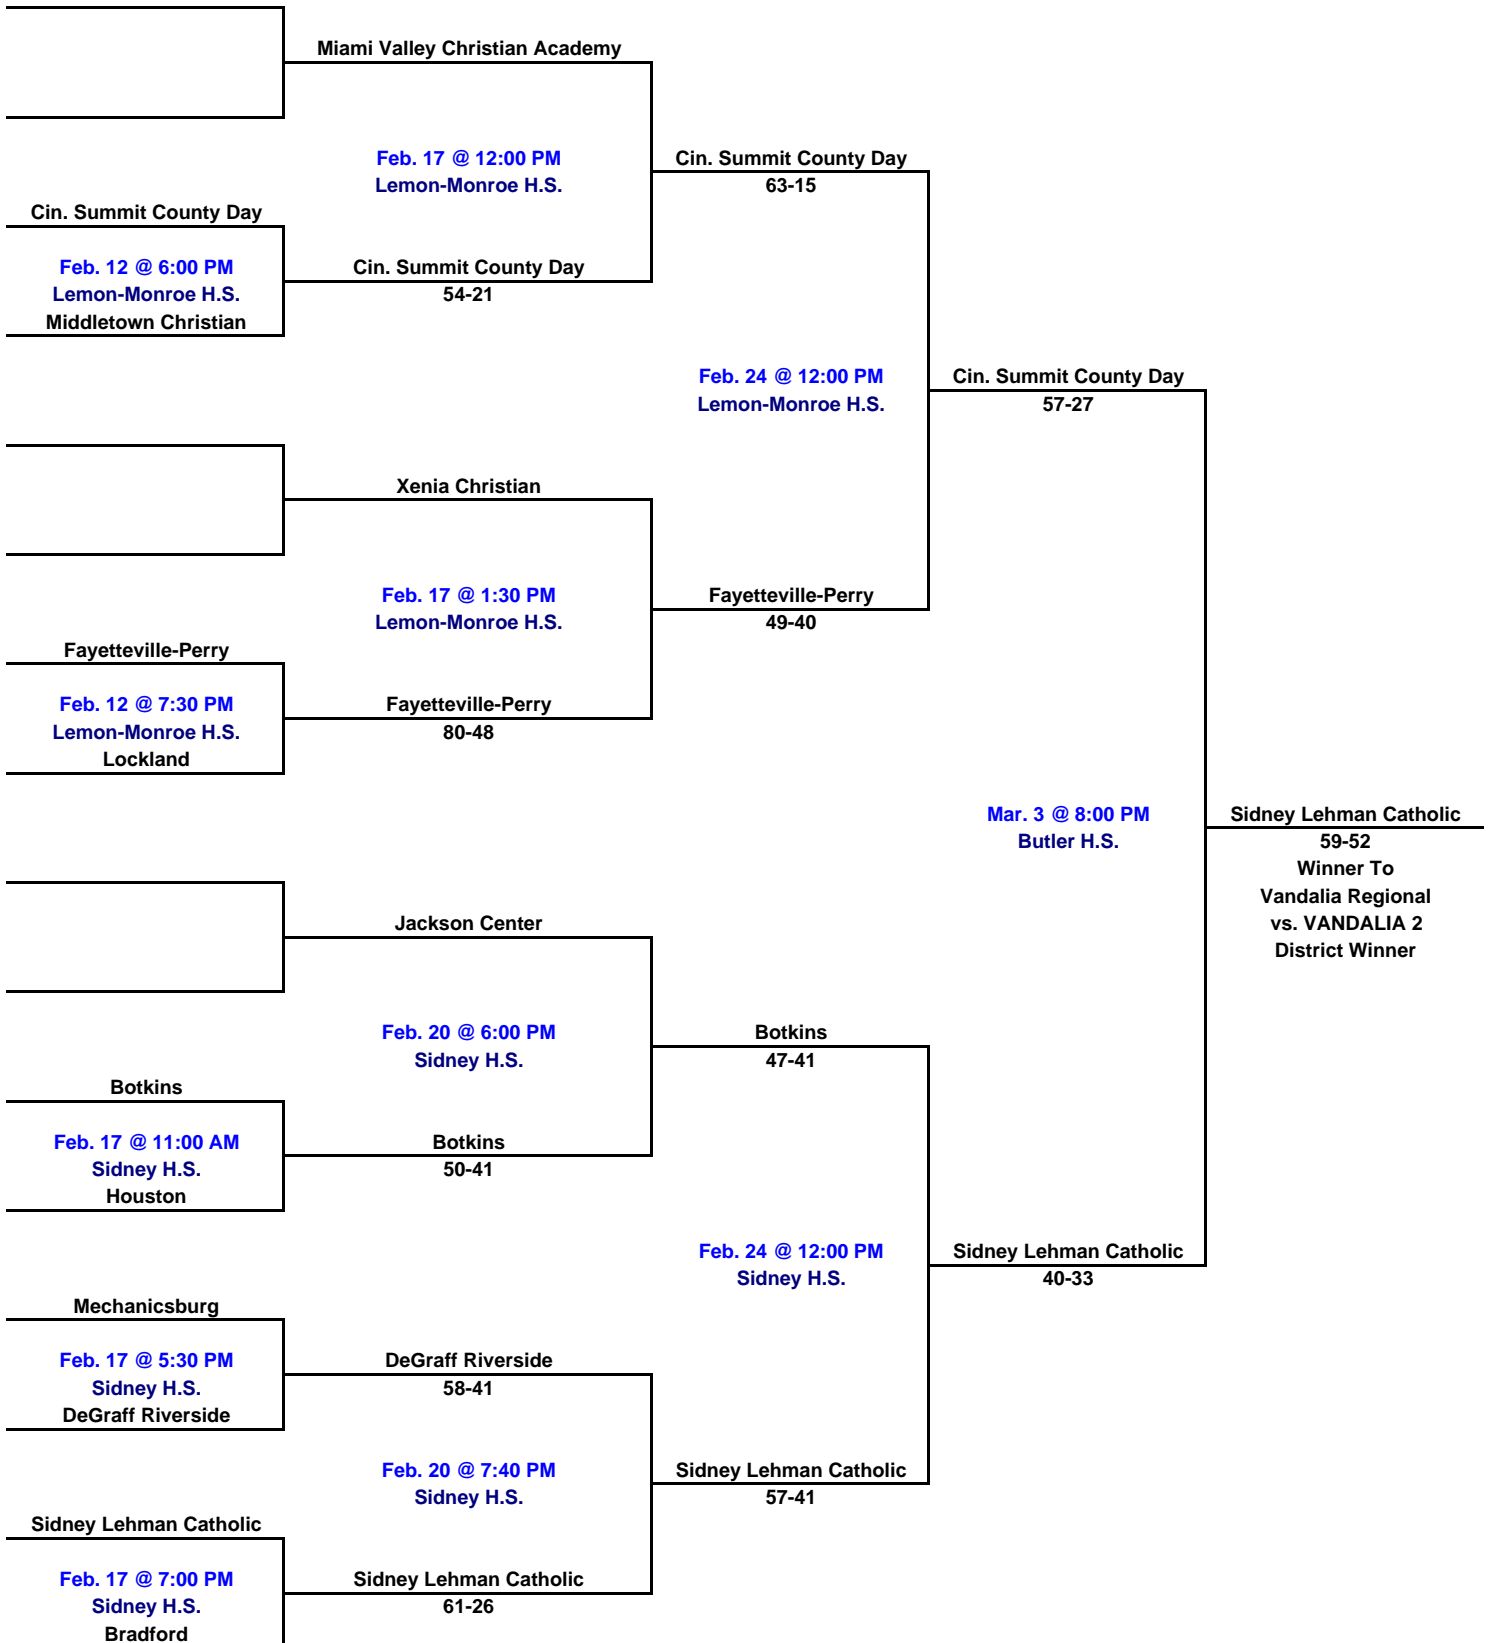 Miami Valley Christian Academy
Feb. 17 @ 12:00 PM
Lemon-Monroe H.S.
Cin. Summit County Day
63-15
Cin. Summit County Day
Feb. 12 @ 6:00 PM
Lemon-Monroe H.S.
Middletown Christian
Cin. Summit County Day
54-21
Feb. 24 @ 12:00 PM
Lemon-Monroe H.S.
Cin. Summit County Day
57-27
Xenia Christian
Feb. 17 @ 1:30 PM
Lemon-Monroe H.S.
Fayetteville-Perry
49-40
Fayetteville-Perry
Feb. 12 @ 7:30 PM
Lemon-Monroe H.S.
Lockland
Fayetteville-Perry
80-48
Mar. 3 @ 8:00 PM
Butler H.S.
Sidney Lehman Catholic
59-52
Winner To
Vandalia Regional
vs. VANDALIA 2
District Winner
Jackson Center
Feb. 20 @ 6:00 PM
Sidney H.S.
Botkins
47-41
Botkins
Feb. 17 @ 11:00 AM
Sidney H.S.
Houston
Botkins
50-41
Feb. 24 @ 12:00 PM
Sidney H.S.
Sidney Lehman Catholic
40-33
Mechanicsburg
Feb. 17 @ 5:30 PM
Sidney H.S.
DeGraff Riverside
DeGraff Riverside
58-41
Feb. 20 @ 7:40 PM
Sidney H.S.
Sidney Lehman Catholic
57-41
Sidney Lehman Catholic
Feb. 17 @ 7:00 PM
Sidney H.S.
Bradford
Sidney Lehman Catholic
61-26